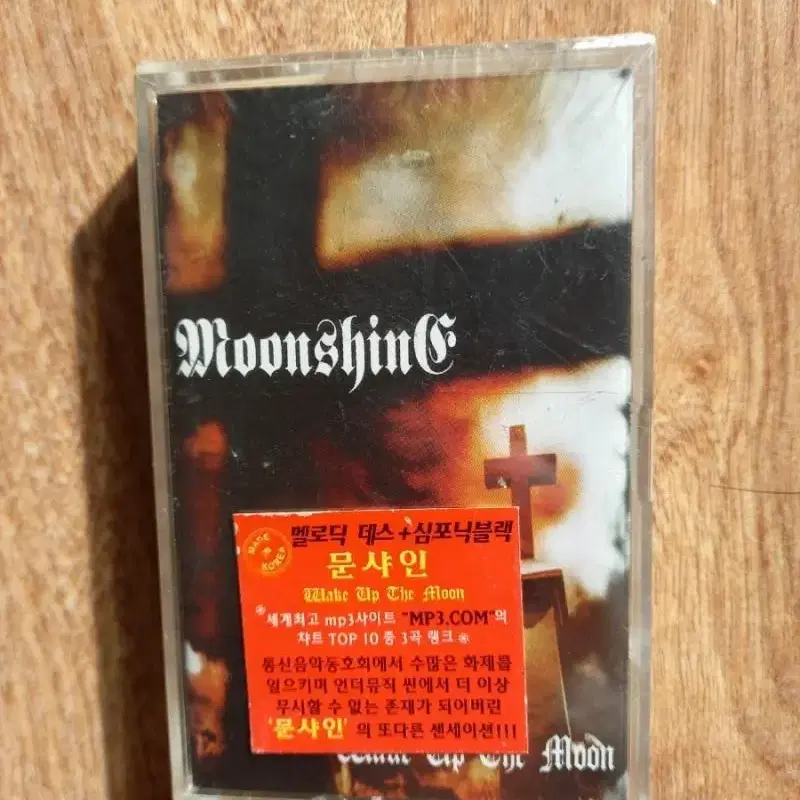 MoonshinE
MADE IN KOREA
멜로딕 데스+심포닉블랙
문샤인
Wake Up The Moon
※세계최고 mp3사이트 "MP3.COM"의
챠트 TOP 10 중 3곡 랭크※
통신음악동호회에서 수많은 화제를
일으키며 언더뮤직 씬에서 더 이상
무시할 수 없는 존재가 되어버린
'문샤인' 의 또다른 센세이션!!!
Wake Up The Moon